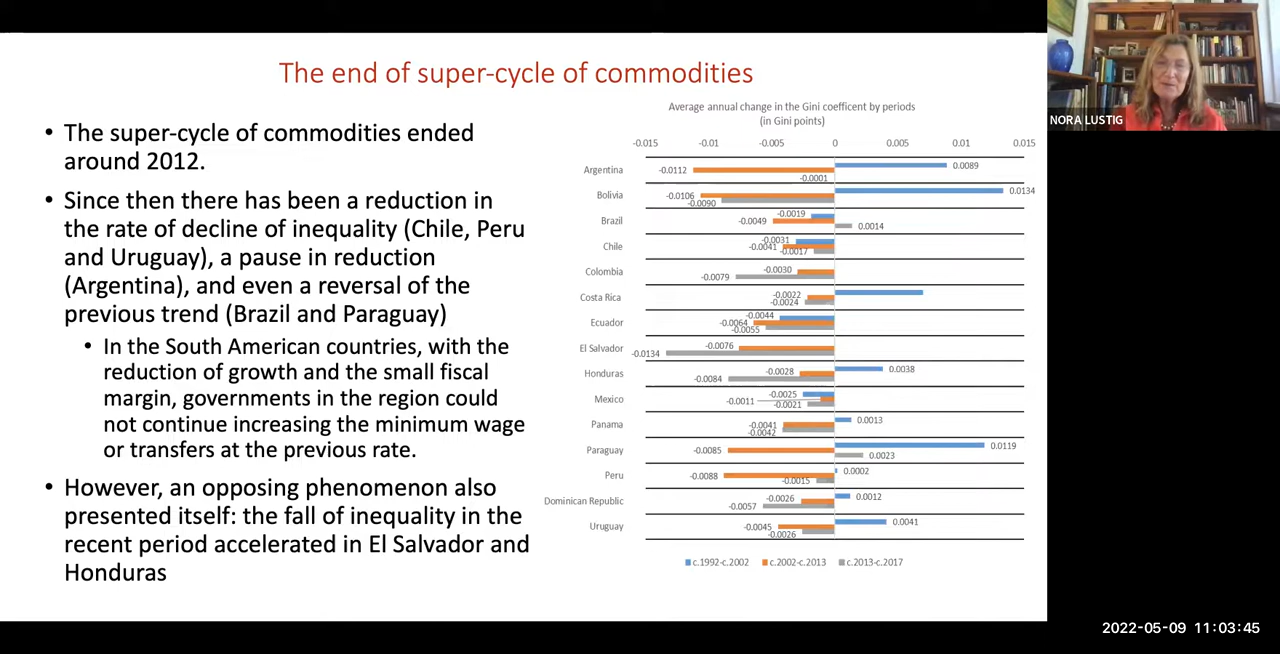 The end of super-cycle of commodities
• The super-cycle of commodities ended
around 2012.
• Since then there has been a reduction in
the rate of decline of inequality (Chile, Peru
and Uruguay), a pause in reduction
(Argentina), and even a reversal of the
previous trend (Brazil and Paraguay)
• In the South American countries, with the
reduction of growth and the small fiscal
margin, governments in the region could
not continue increasing the minimum wage
or transfers at the previous rate.
• However, an opposing phenomenon also
presented itself: the fall of inequality in the
recent period accelerated in El Salvador and
Honduras
Average annual change in the Gini coefficent by periods
(in Gini points)
-0.015 -0.01 -0.005 0 0.005 0.01 0.015
Argentina -0.0112 -0.0001 0.0089
Bolivia -0.0106 -0.0090 0.0134
Brazil -0.0019 -0.0049 0.0014
Chile -0.0031 -0.0041 -0.0017
Colombia -0.0030 -0.0079
Costa Rica -0.0022 -0.0024
Ecuador -0.0044 -0.0064 -0.0055
El Salvador -0.0076 -0.0134
Honduras -0.0028 -0.0084 0.0038
Mexico -0.0025 -0.0011 -0.0021
Panama -0.0041 -0.0042 0.0013
Paraguay -0.0085 0.0119 0.0023
Peru -0.0088 -0.0015 0.0002
Dominican Republic -0.0026 -0.0057 0.0012
Uruguay -0.0045 -0.0026 0.0041
c.1992-c.2002 c.2002-c.2013 c.2013-c.2017
NORA LUSTIG
2022-05-09 11:03:45